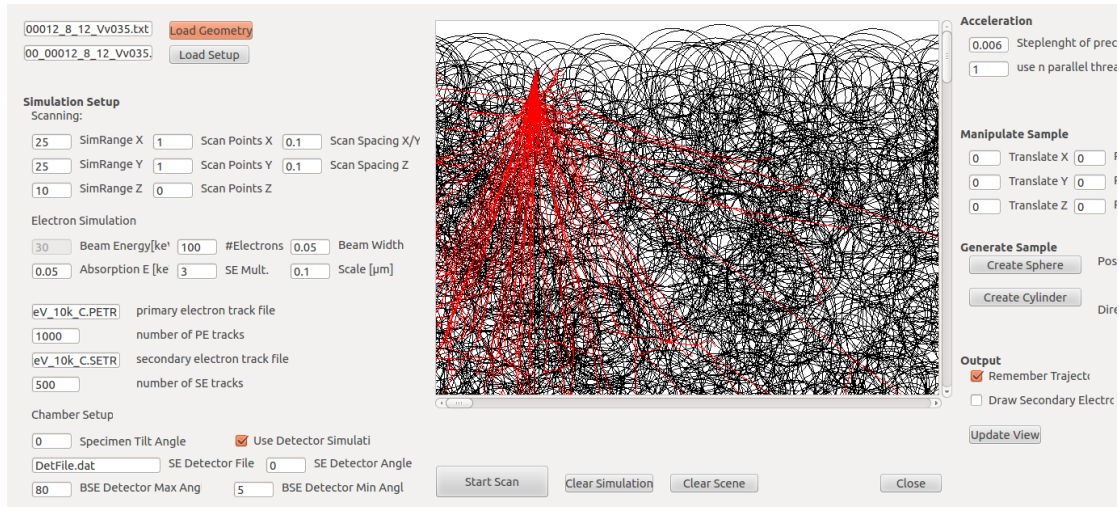 00012_8_12_Vv035.txt Load Geometry
00_00012_8_12_Vv035. Load Setup
Simulation Setup
Scanning:
25 SimRange X 1 Scan Points X 0.1 Scan Spacing X/Y
25 SimRange Y 1 Scan Points Y 0.1 Scan Spacing Z
10 SimRange Z 0 Scan Points Z
Electron Simulation
30 Beam Energy[ke 100 #Electrons 0.05 Beam Width
0.05 Absorption E [ke 3 SE Mult. 0.1 Scale [µm]
eV_10k_C.PETR primary electron track file
1000 number of PE tracks
eV_10k_C.SETR secondary electron track file
500 number of SE tracks
Chamber Setup
0 Specimen Tilt Angle Use Detector Simulati
DetFile.dat SE Detector File 0 SE Detector Angle
80 BSE Detector Max Ang 5 BSE Detector Min Angl
Start Scan Clear Simulation Clear Scene Close
Acceleration
0.006 Steplenght of prec
1 use n parallel threa
Manipulate Sample
0 Translate X 0
0 Translate Y 0
0 Translate Z 0
Generate Sample
Create Sphere Pos
Create Cylinder
Dire
Output
Remember Trajecto
Draw Secondary Electro
Update View